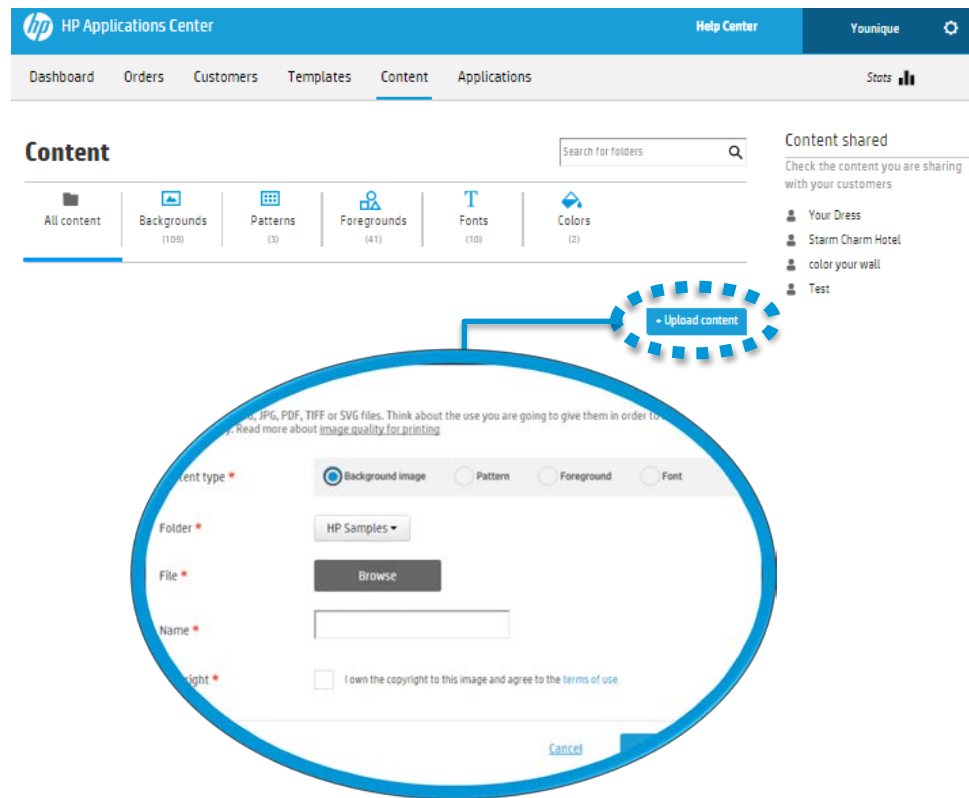 hp HP Applications Center
Help Center
Younique
Dashboard Orders Customers Templates Content Applications
Stats
Content
Search for folders
All content
Backgrounds
(109)
Patterns
(3)
Foregrounds
(41)
Fonts
(10)
Colors
(2)
Content shared
Check the content you are sharing
with your customers
Your Dress
Starm Charm Hotel
color your wall
Test
+ Upload content
JPG, PDF, TIFF or SVG files. Think about the use you are going to give them in order to
Read more about image quality for printing
type *
Background image Pattern Foreground Font
Folder *
HP Samples
File *
Browse
Name *
I own the copyright to this image and agree to the terms of use
Cancel